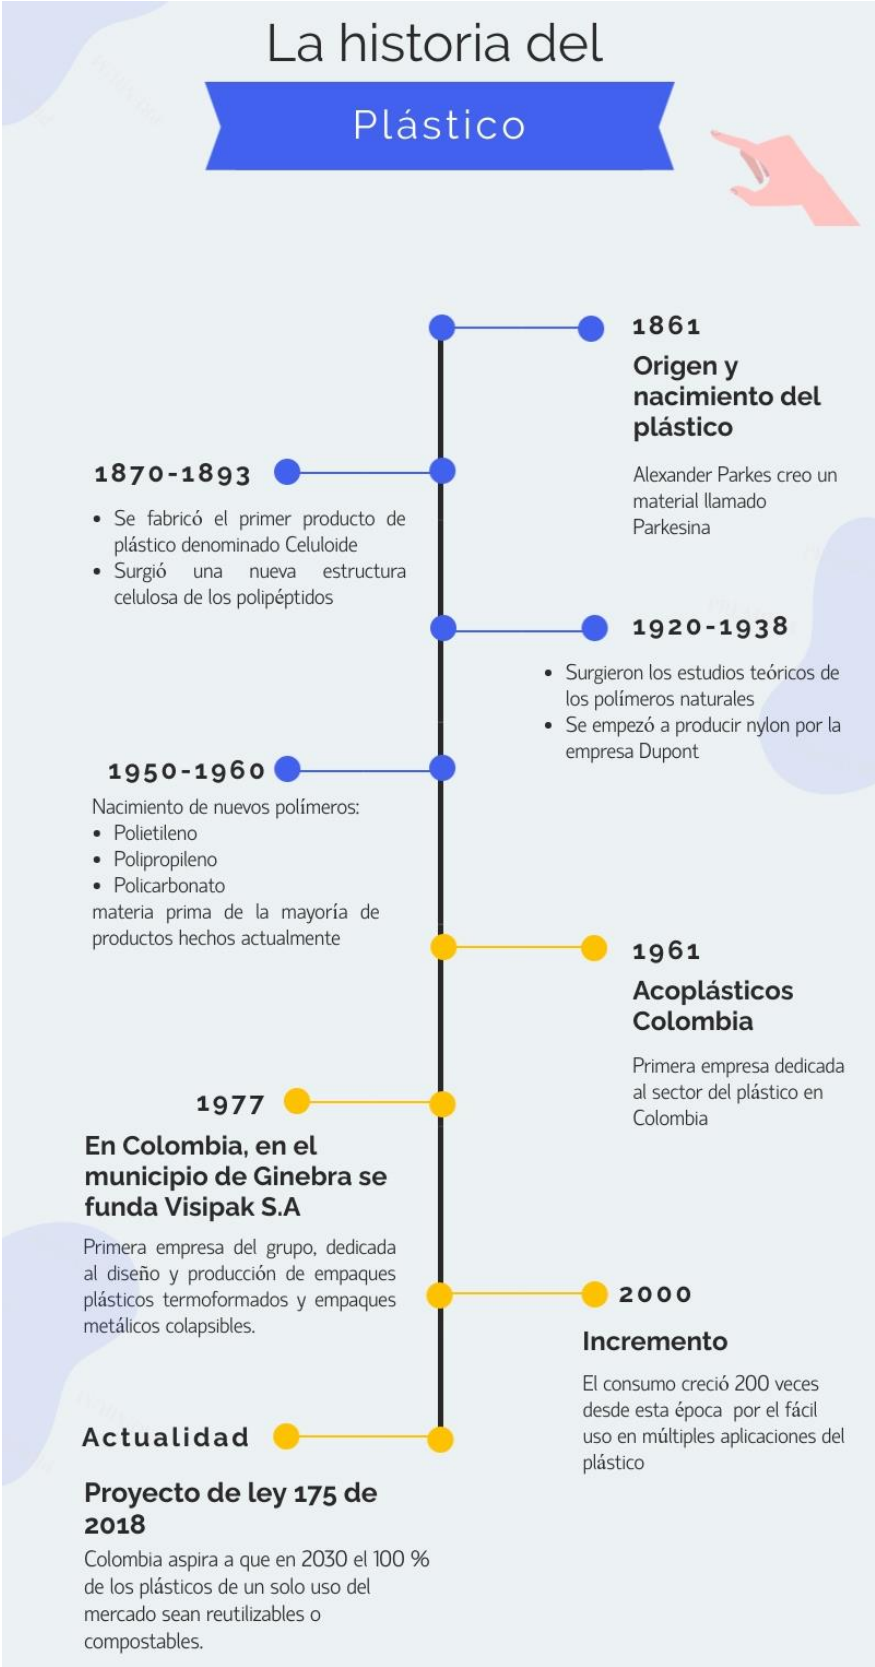 La historia del
Plástico
1861
Origen y
nacimiento del
plástico
Alexander Parkes creo un
material llamado
Parkesina
1870-1893
• Se fabricó el primer producto de
plástico denominado Celuloide
• Surgió una nueva estructura
celulosa de los polipéptidos
1920-1938
• Surgieron los estudios teóricos de
los polímeros naturales
• Se empezó a producir nylon por la
empresa Dupont
1950-1960
Nacimiento de nuevos polímeros:
• Polietileno
• Polipropileno
• Policarbonato
materia prima de la mayoría de
productos hechos actualmente
1961
Acoplásticos
Colombia
Primera empresa dedicada
al sector del plástico en
Colombia
1977
En Colombia, en el
municipio de Ginebra se
funda Visipak S.A
Primera empresa del grupo, dedicada
al diseño y producción de empaques
plásticos termoformados y empaques
metálicos colapsibles.
2000
Incremento
El consumo creció 200 veces
desde esta época por el fácil
uso en múltiples aplicaciones del
plástico
Actualidad
Proyecto de ley 175 de
2018
Colombia aspira a que en 2030 el 100 %
de los plásticos de un solo uso del
mercado sean reutilizables o
compostables.